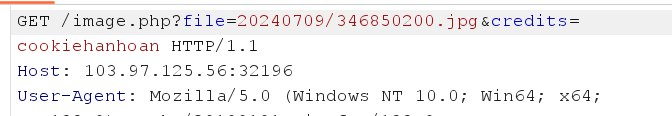 GET /image.php?file=20240709/346850200.jpg&credits=
cookiehanhoan HTTP/1.1
Host: 103.97.125.56:32196
User-Agent: Mozilla/5.0 (Windows NT 10.0; Win64; x64;